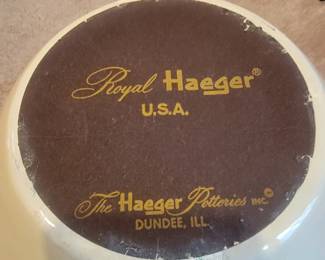 Royal Haeger®
U.S.A.
The Haeger Potteries INC.©
DUNDEE, ILL.